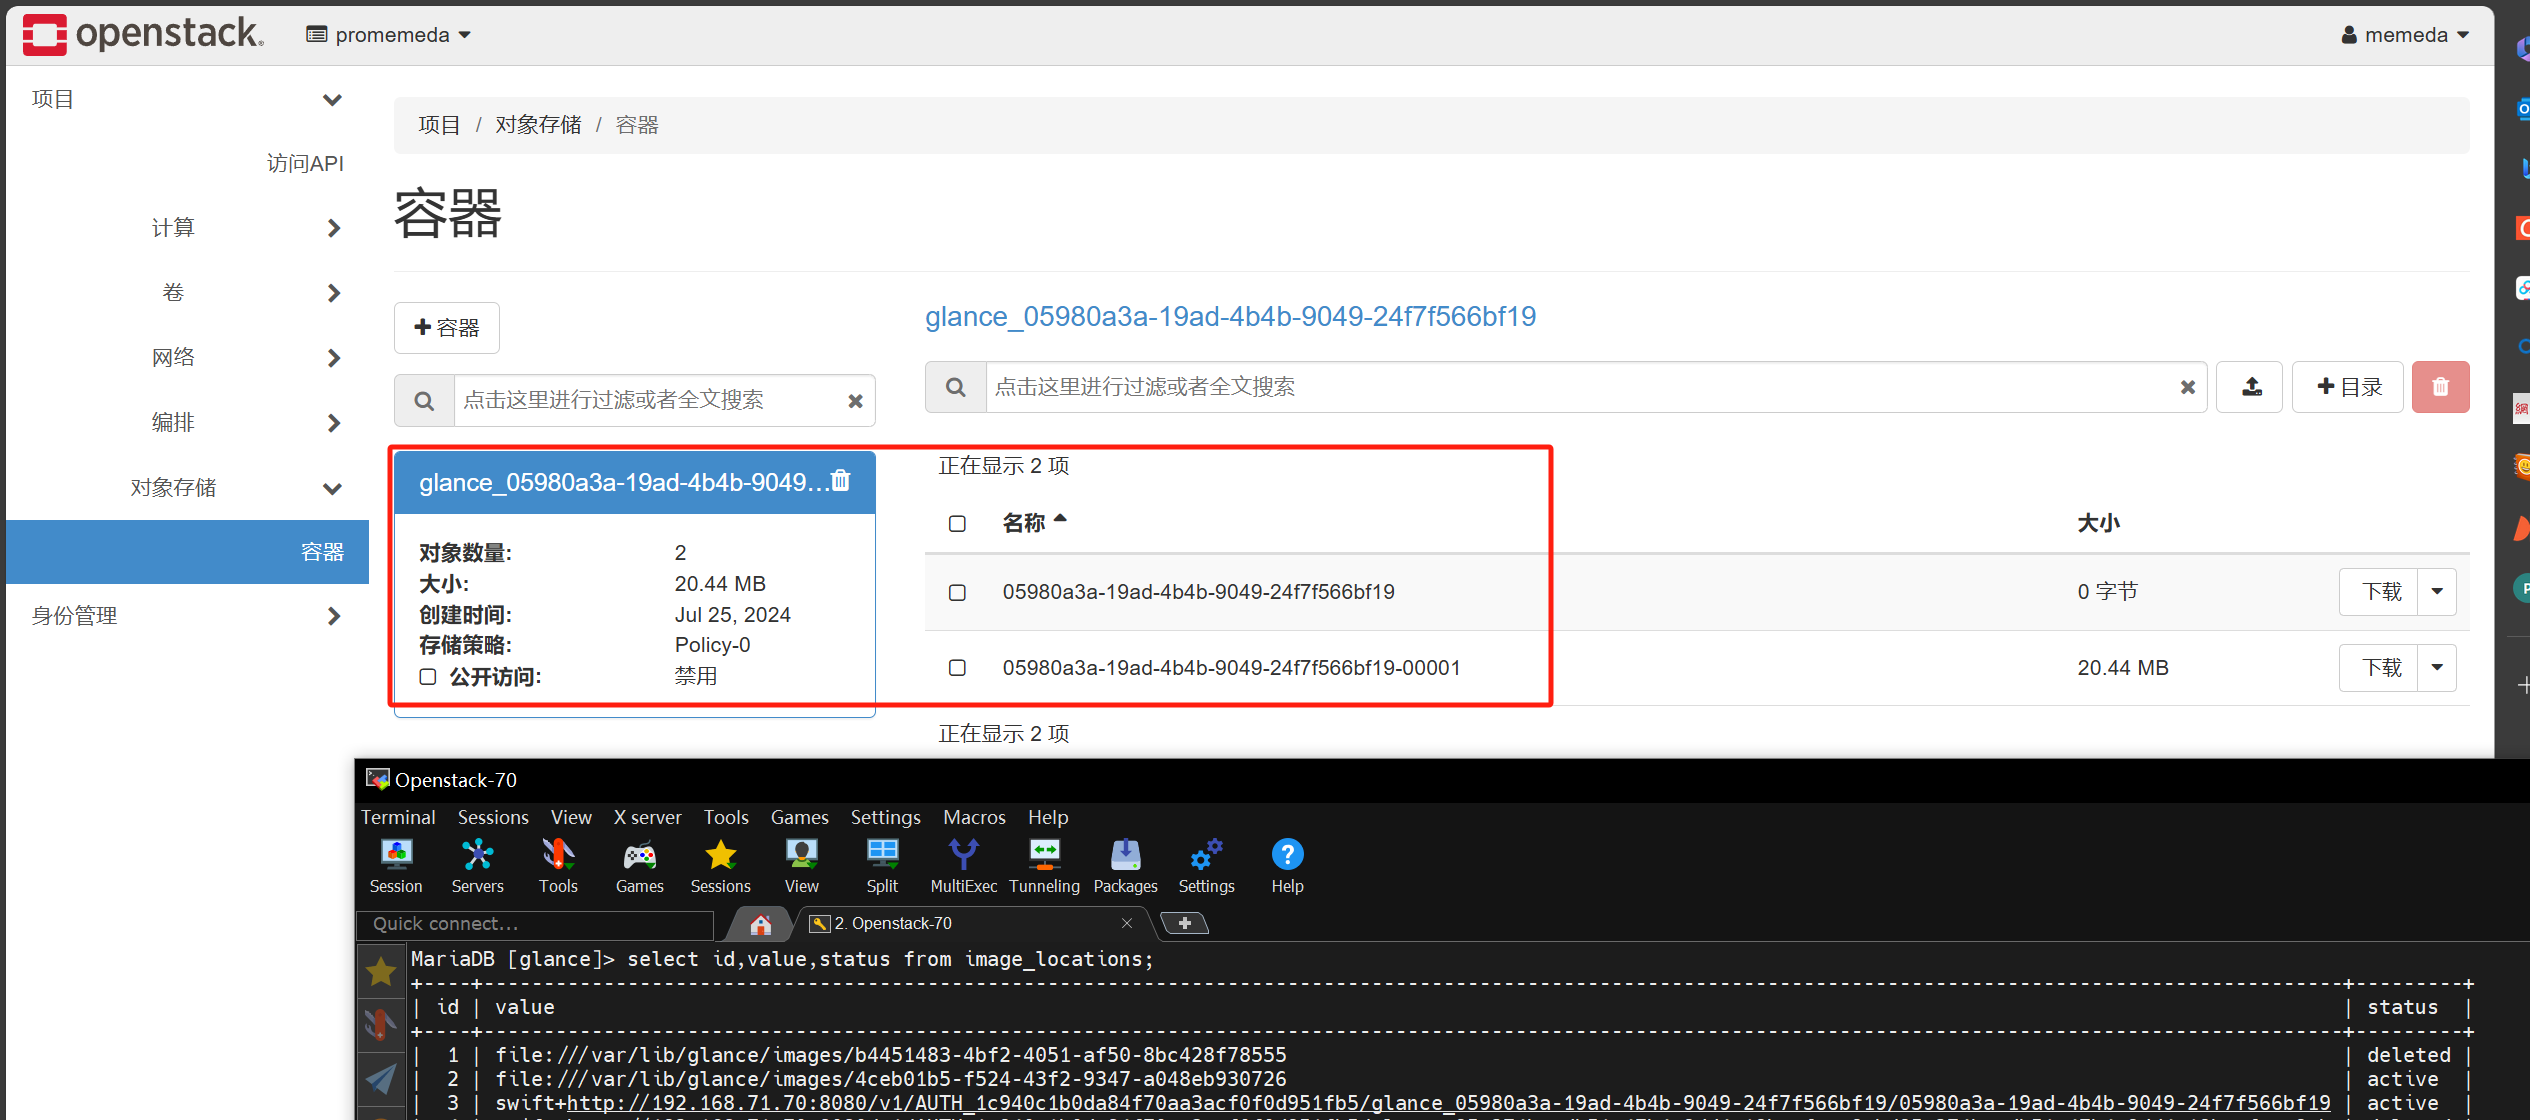 openstack.
promemeda
memeda
项目
访问API
计算
卷
网络
编排
对象存储
容器
身份管理
项目 / 对象存储 / 容器
容器
容器
点击这里进行过滤或者全文搜索
glance_05980a3a-19ad-4b4b-9049...
对象数量: 2
大小: 20.44 MB
创建时间: Jul 25, 2024
存储策略: Policy-0
公开访问: 禁用
glance_05980a3a-19ad-4b4b-9049-24f7f566bf19
点击这里进行过滤或者全文搜索
目录
正在显示 2 项
名称 大小
05980a3a-19ad-4b4b-9049-24f7f566bf19 0 字节 下载
05980a3a-19ad-4b4b-9049-24f7f566bf19-00001 20.44 MB 下载
正在显示 2 项
Openstack-70
Terminal Sessions View X server Tools Games Settings Macros Help
Session Servers Tools Games Sessions View Split MultiExec Tunneling Packages Settings Help
Quick connect...
2. Openstack-70
MariaDB [glance]> select id,value,status from image_locations;
| id | value | status |
| 1 | file:///var/lib/glance/images/b4451483-4bf2-4051-af50-8bc428f78555 | deleted |
| 2 | file:///var/lib/glance/images/4ceb01b5-f524-43f2-9347-a048eb930726 | active |
| 3 | swift+http://192.168.71.70:8080/v1/AUTH_1c940c1b0da84f70aa3acf0f0d951fb5/glance_05980a3a-19ad-4b4b-9049-24f7f566bf19/05980a3a-19ad-4b4b-9049-24f7f566bf19 | active |